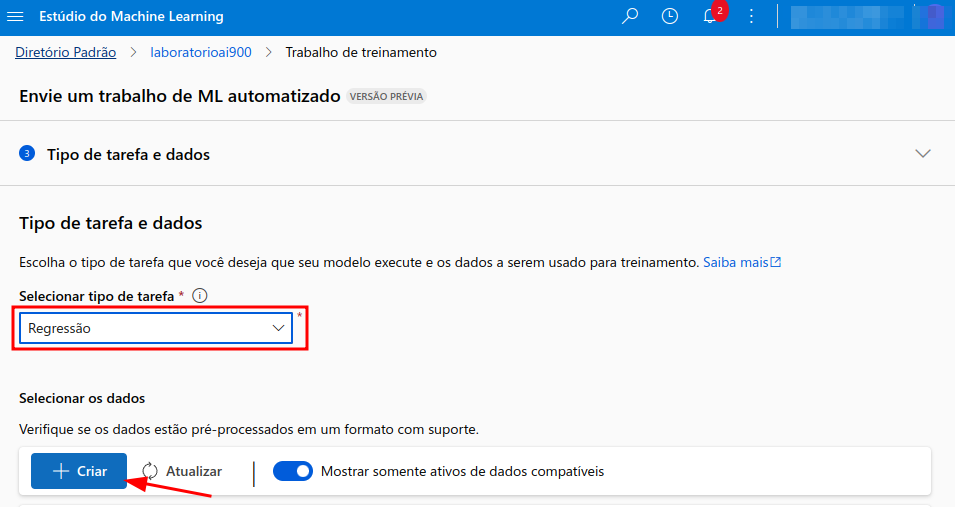 Estúdio do Machine Learning
2
Diretório Padrão > laboratorioai900 > Trabalho de treinamento
Envie um trabalho de ML automatizado VERSÃO PRÉVIA
3 Tipo de tarefa e dados
Tipo de tarefa e dados
Escolha o tipo de tarefa que você deseja que seu modelo execute e os dados a serem usado para treinamento. Saiba mais
Selecionar tipo de tarefa *
Regressão *
Selecionar os dados
Verifique se os dados estão pré-processados em um formato com suporte.
+ Criar Atualizar Mostrar somente ativos de dados compatíveis